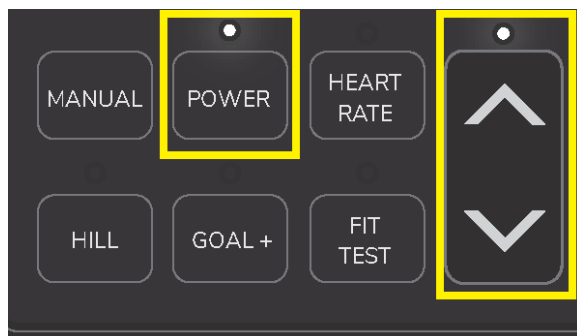 MANUAL
POWER
HEART
RATE
HILL
GOAL +
FIT
TEST